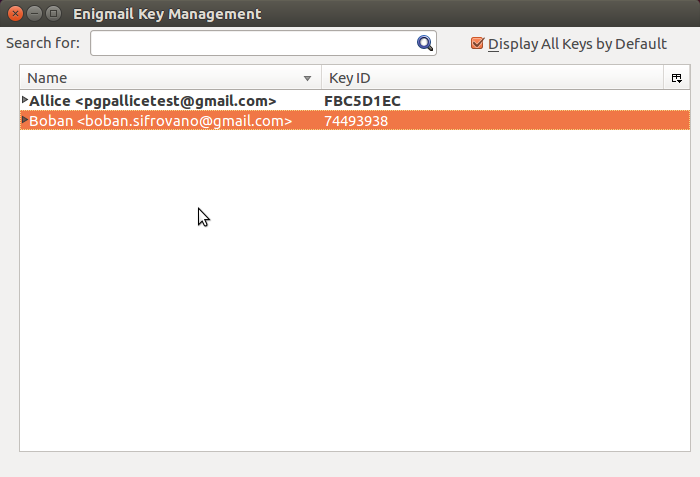 Enigmail Key Management
Search for:
Display All Keys by Default
Name Key ID
Allice <pgpallicetest@gmail.com> FBC5D1EC
Boban <boban.sifrovano@gmail.com> 74493938